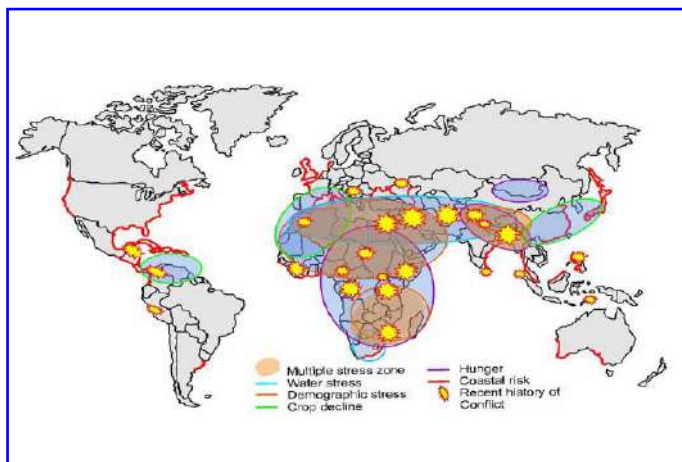 Multiple stress zone
Water stress
Demographic stress
Crop decline
Hunger
Coastal risk
Recent history of
Conflict